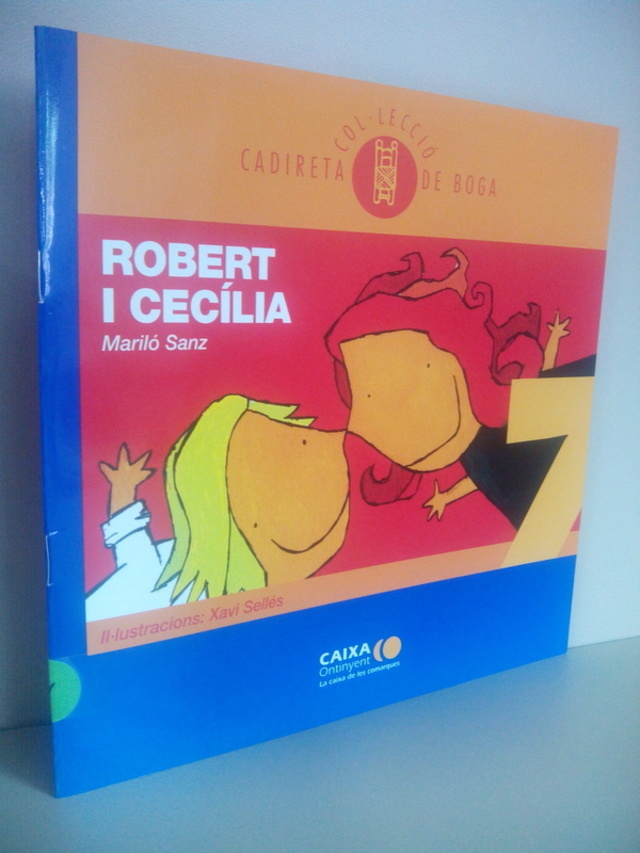 COL·LECCIÓ
CADIRETA DE BOGA
ROBERT
I CECÍLIA
Mariló Sanz
7
Il·lustracions: Xavi Sellés
CAIXA
Ontinyent
La caixa de les comarques